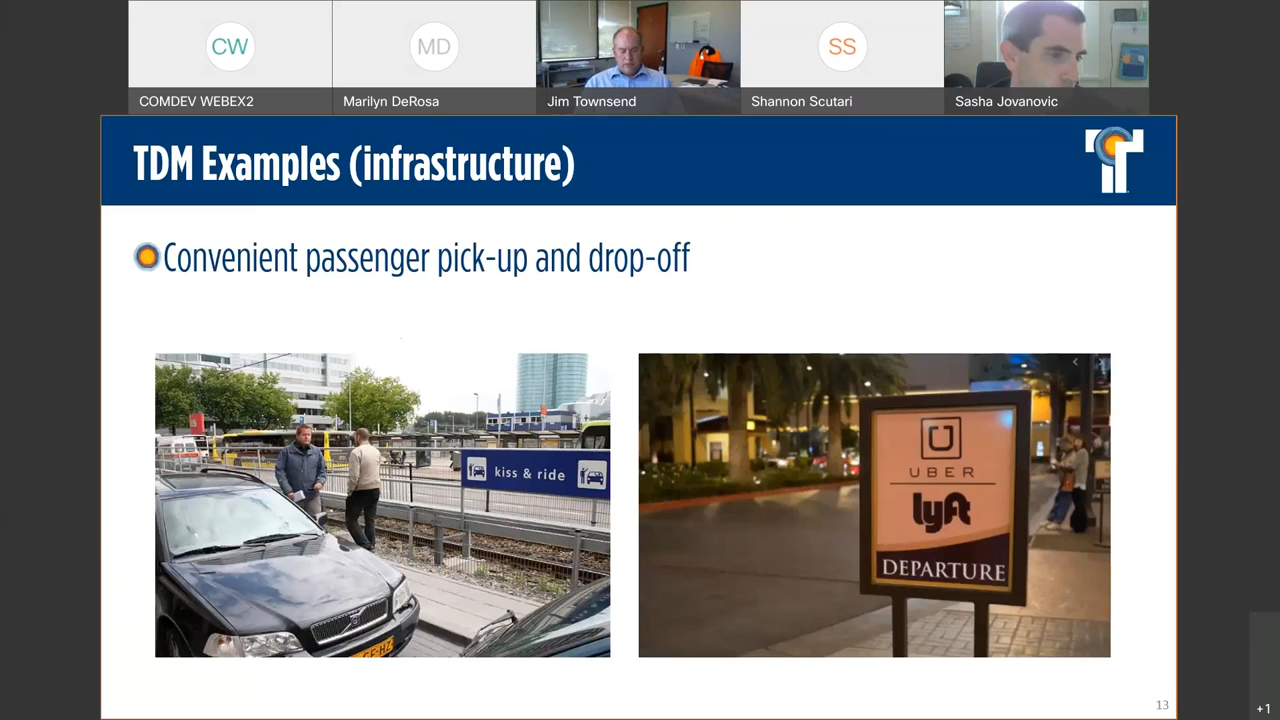 CW
MD
SS
COMDEV WEBEX2
Marilyn DeRosa
Jim Townsend
Shannon Scutari
Sasha Jovanovic
TDM Examples (infrastructure)
Convenient passenger pick-up and drop-off
kiss & ride
UBER
lyft
DEPARTURE
13
+1